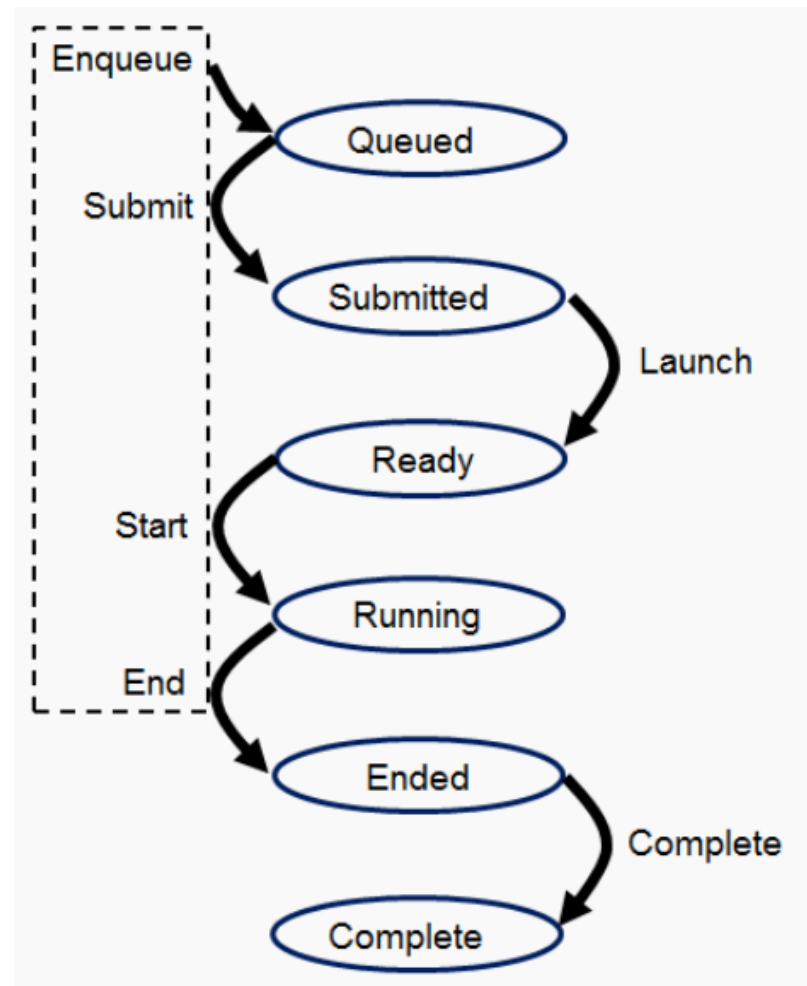 Enqueue
Queued
Submit
Submitted
Launch
Ready
Start
Running
End
Ended
Complete
Complete